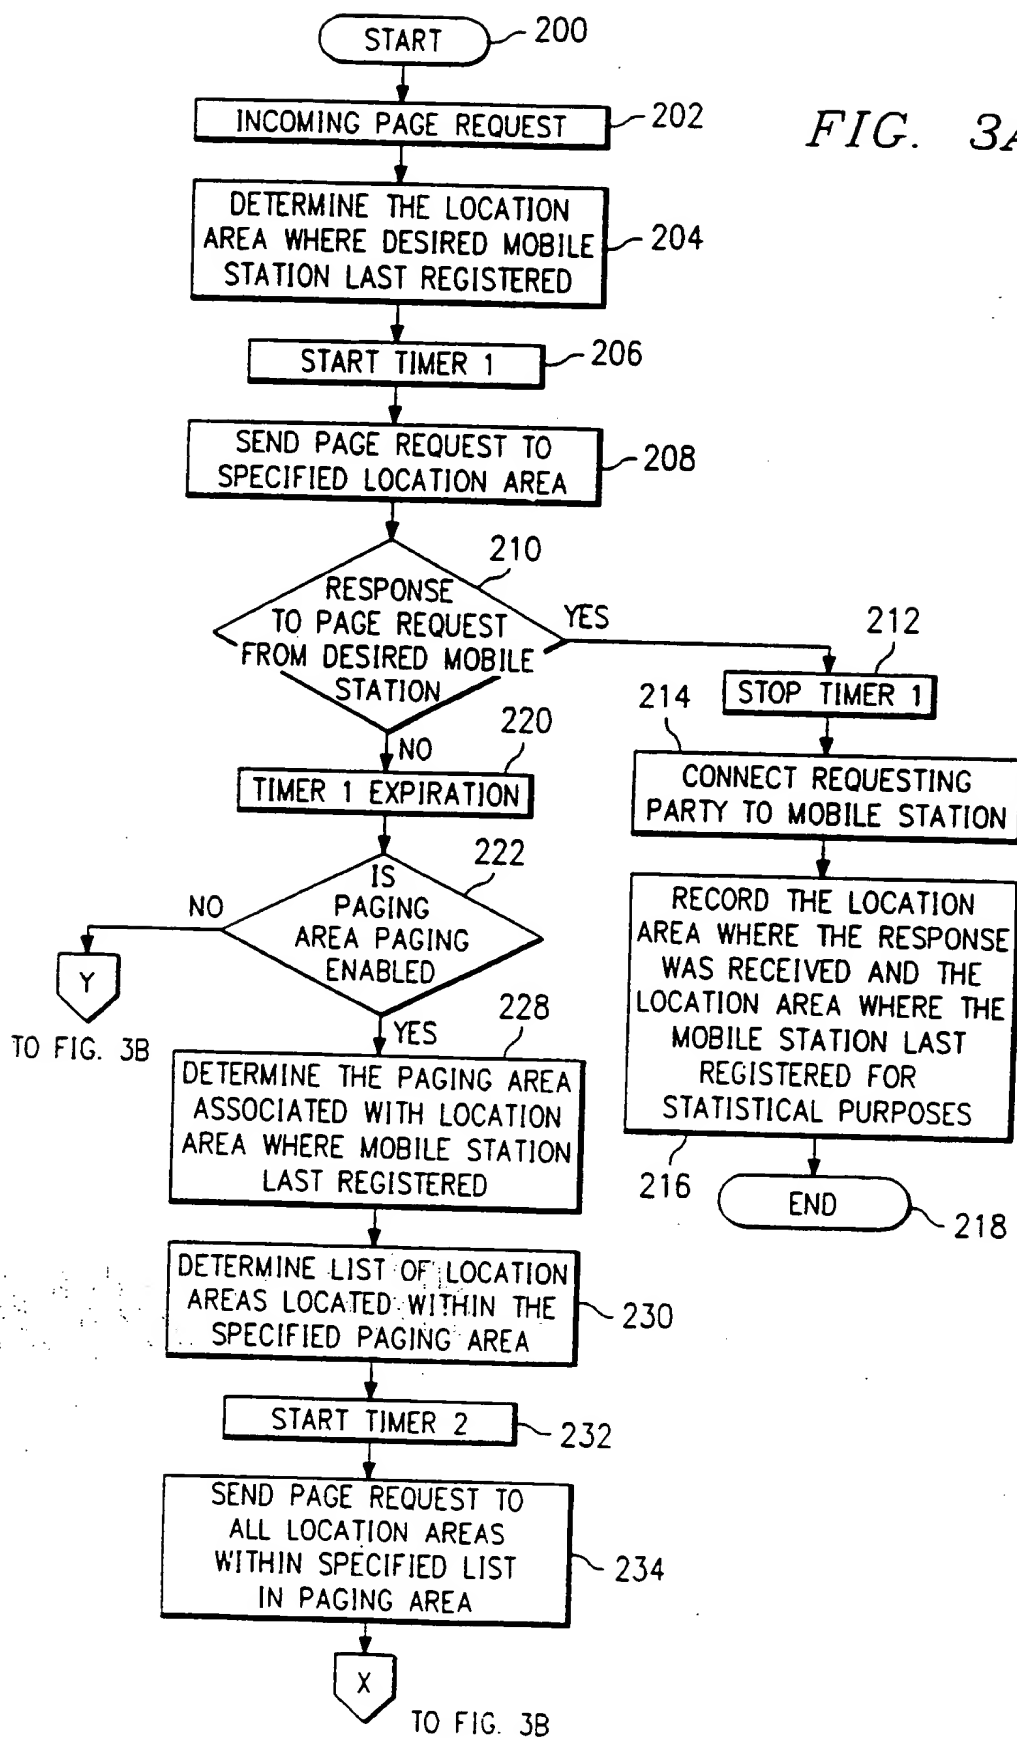 START
200
INCOMING PAGE REQUEST
202
FIG. 3A
DETERMINE THE LOCATION
AREA WHERE DESIRED MOBILE
STATION LAST REGISTERED
204
START TIMER 1
206
SEND PAGE REQUEST TO
SPECIFIED LOCATION AREA
208
210
RESPONSE
TO PAGE REQUEST
FROM DESIRED MOBILE
STATION
YES
NO
212
STOP TIMER 1
214
CONNECT REQUESTING
PARTY TO MOBILE STATION
RECORD THE LOCATION
AREA WHERE THE RESPONSE
WAS RECEIVED AND THE
LOCATION AREA WHERE THE
MOBILE STATION LAST
REGISTERED FOR
STATISTICAL PURPOSES
216
END
218
220
TIMER 1 EXPIRATION
222
IS
PAGING
AREA PAGING
ENABLED
NO
Y
TO FIG. 3B
YES
228
DETERMINE THE PAGING AREA
ASSOCIATED WITH LOCATION
AREA WHERE MOBILE STATION
LAST REGISTERED
DETERMINE LIST OF LOCATION
AREAS LOCATED WITHIN THE
SPECIFIED PAGING AREA
230
START TIMER 2
232
SEND PAGE REQUEST TO
ALL LOCATION AREAS
WITHIN SPECIFIED LIST
IN PAGING AREA
234
X
TO FIG. 3B